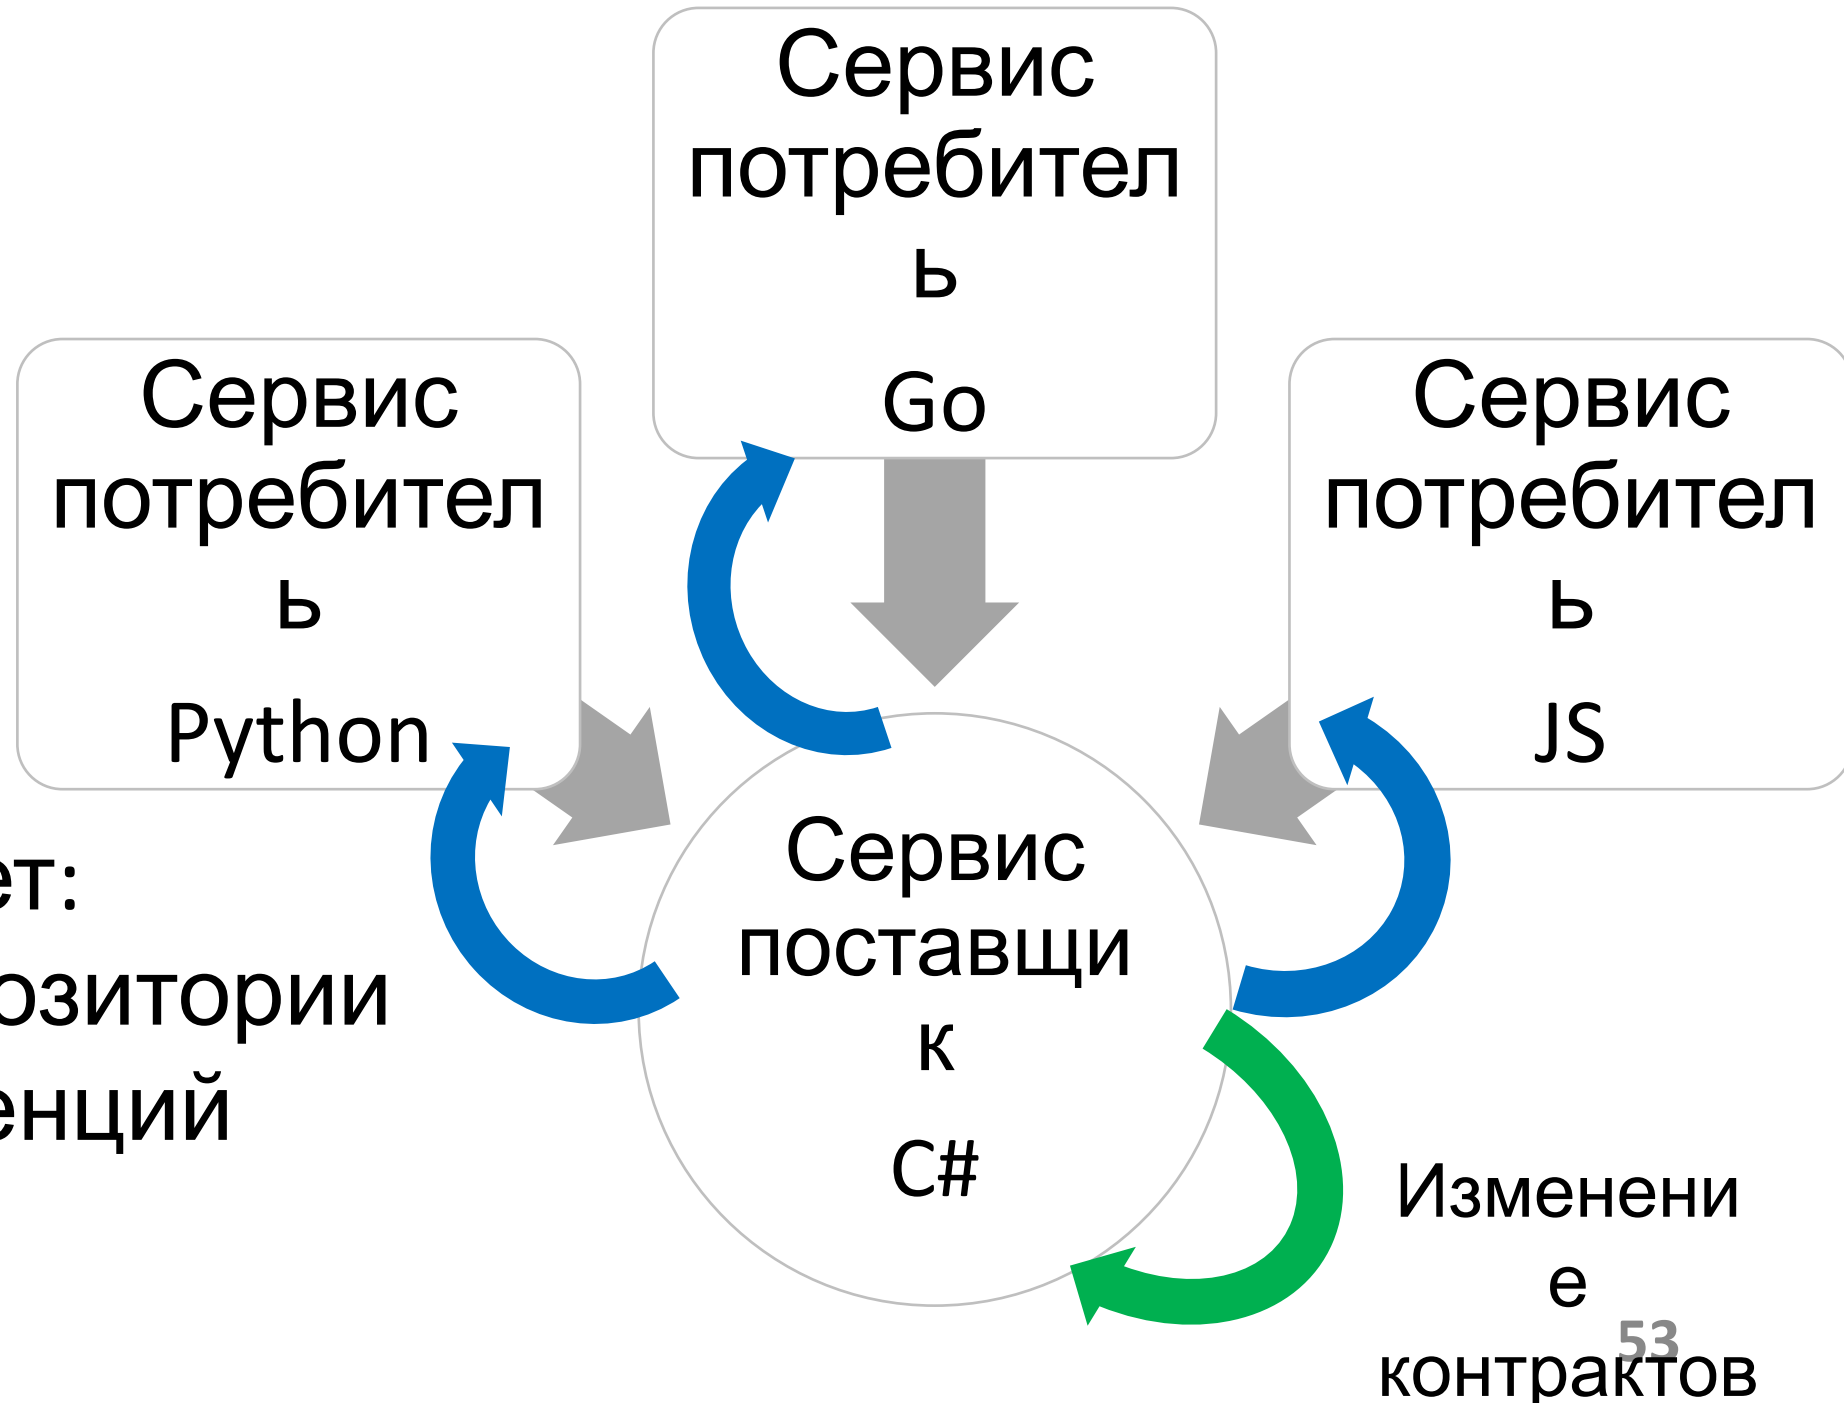 Сервис
потребител
ь
Go
Сервис
потребител
ь
Python
Сервис
потребител
ь
JS
Сервис
поставщи
к
C#
ет:
озитории
енций
Изменени
е
контрактов
53